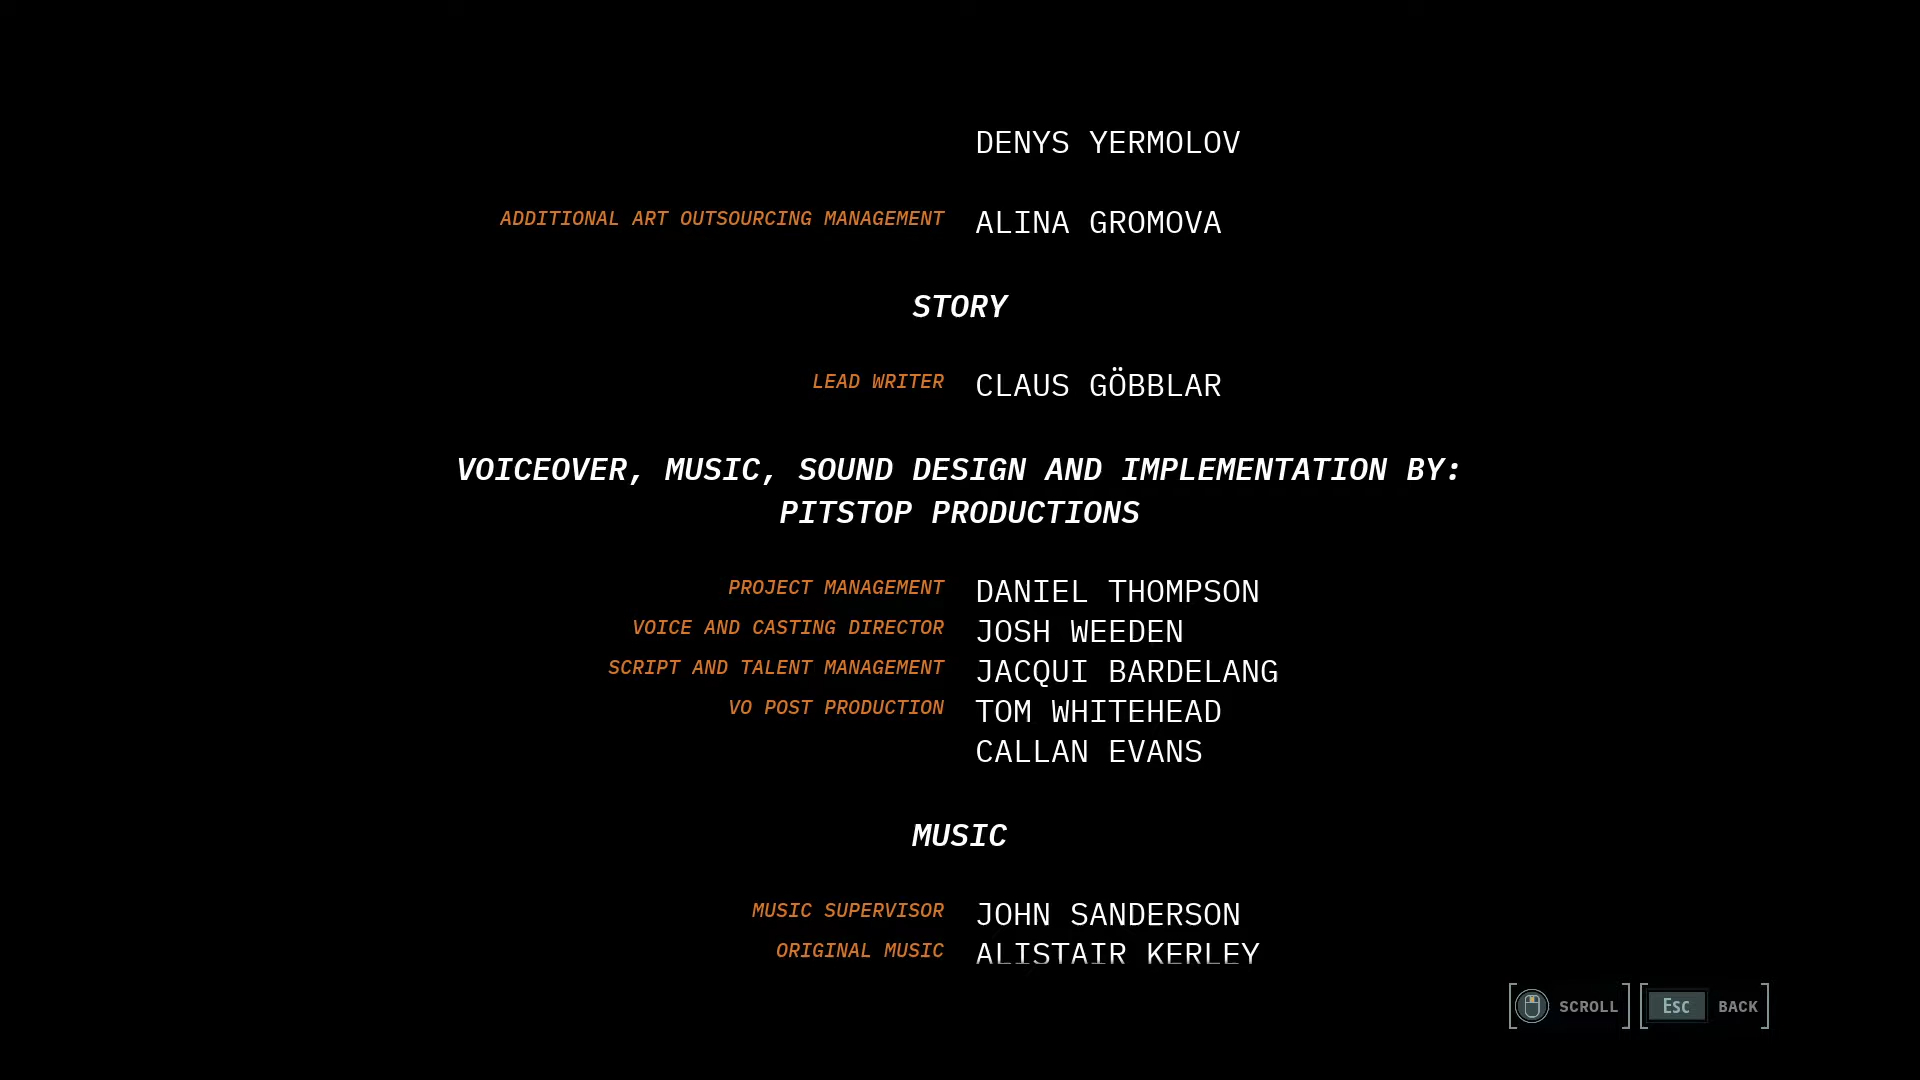 DENYS YERMOLOV
ADDITIONAL ART OUTSOURCING MANAGEMENT ALINA GROMOVA
STORY
LEAD WRITER CLAUS GÖBBLAR
VOICEOVER, MUSIC, SOUND DESIGN AND IMPLEMENTATION BY:
PITSTOP PRODUCTIONS
PROJECT MANAGEMENT DANIEL THOMPSON
VOICE AND CASTING DIRECTOR JOSH WEEDEN
SCRIPT AND TALENT MANAGEMENT JACQUI BARDELANG
VO POST PRODUCTION TOM WHITEHEAD
CALLAN EVANS
MUSIC
MUSIC SUPERVISOR JOHN SANDERSON
ORIGINAL MUSIC ALISTAIR KERLEY
SCROLL Esc BACK